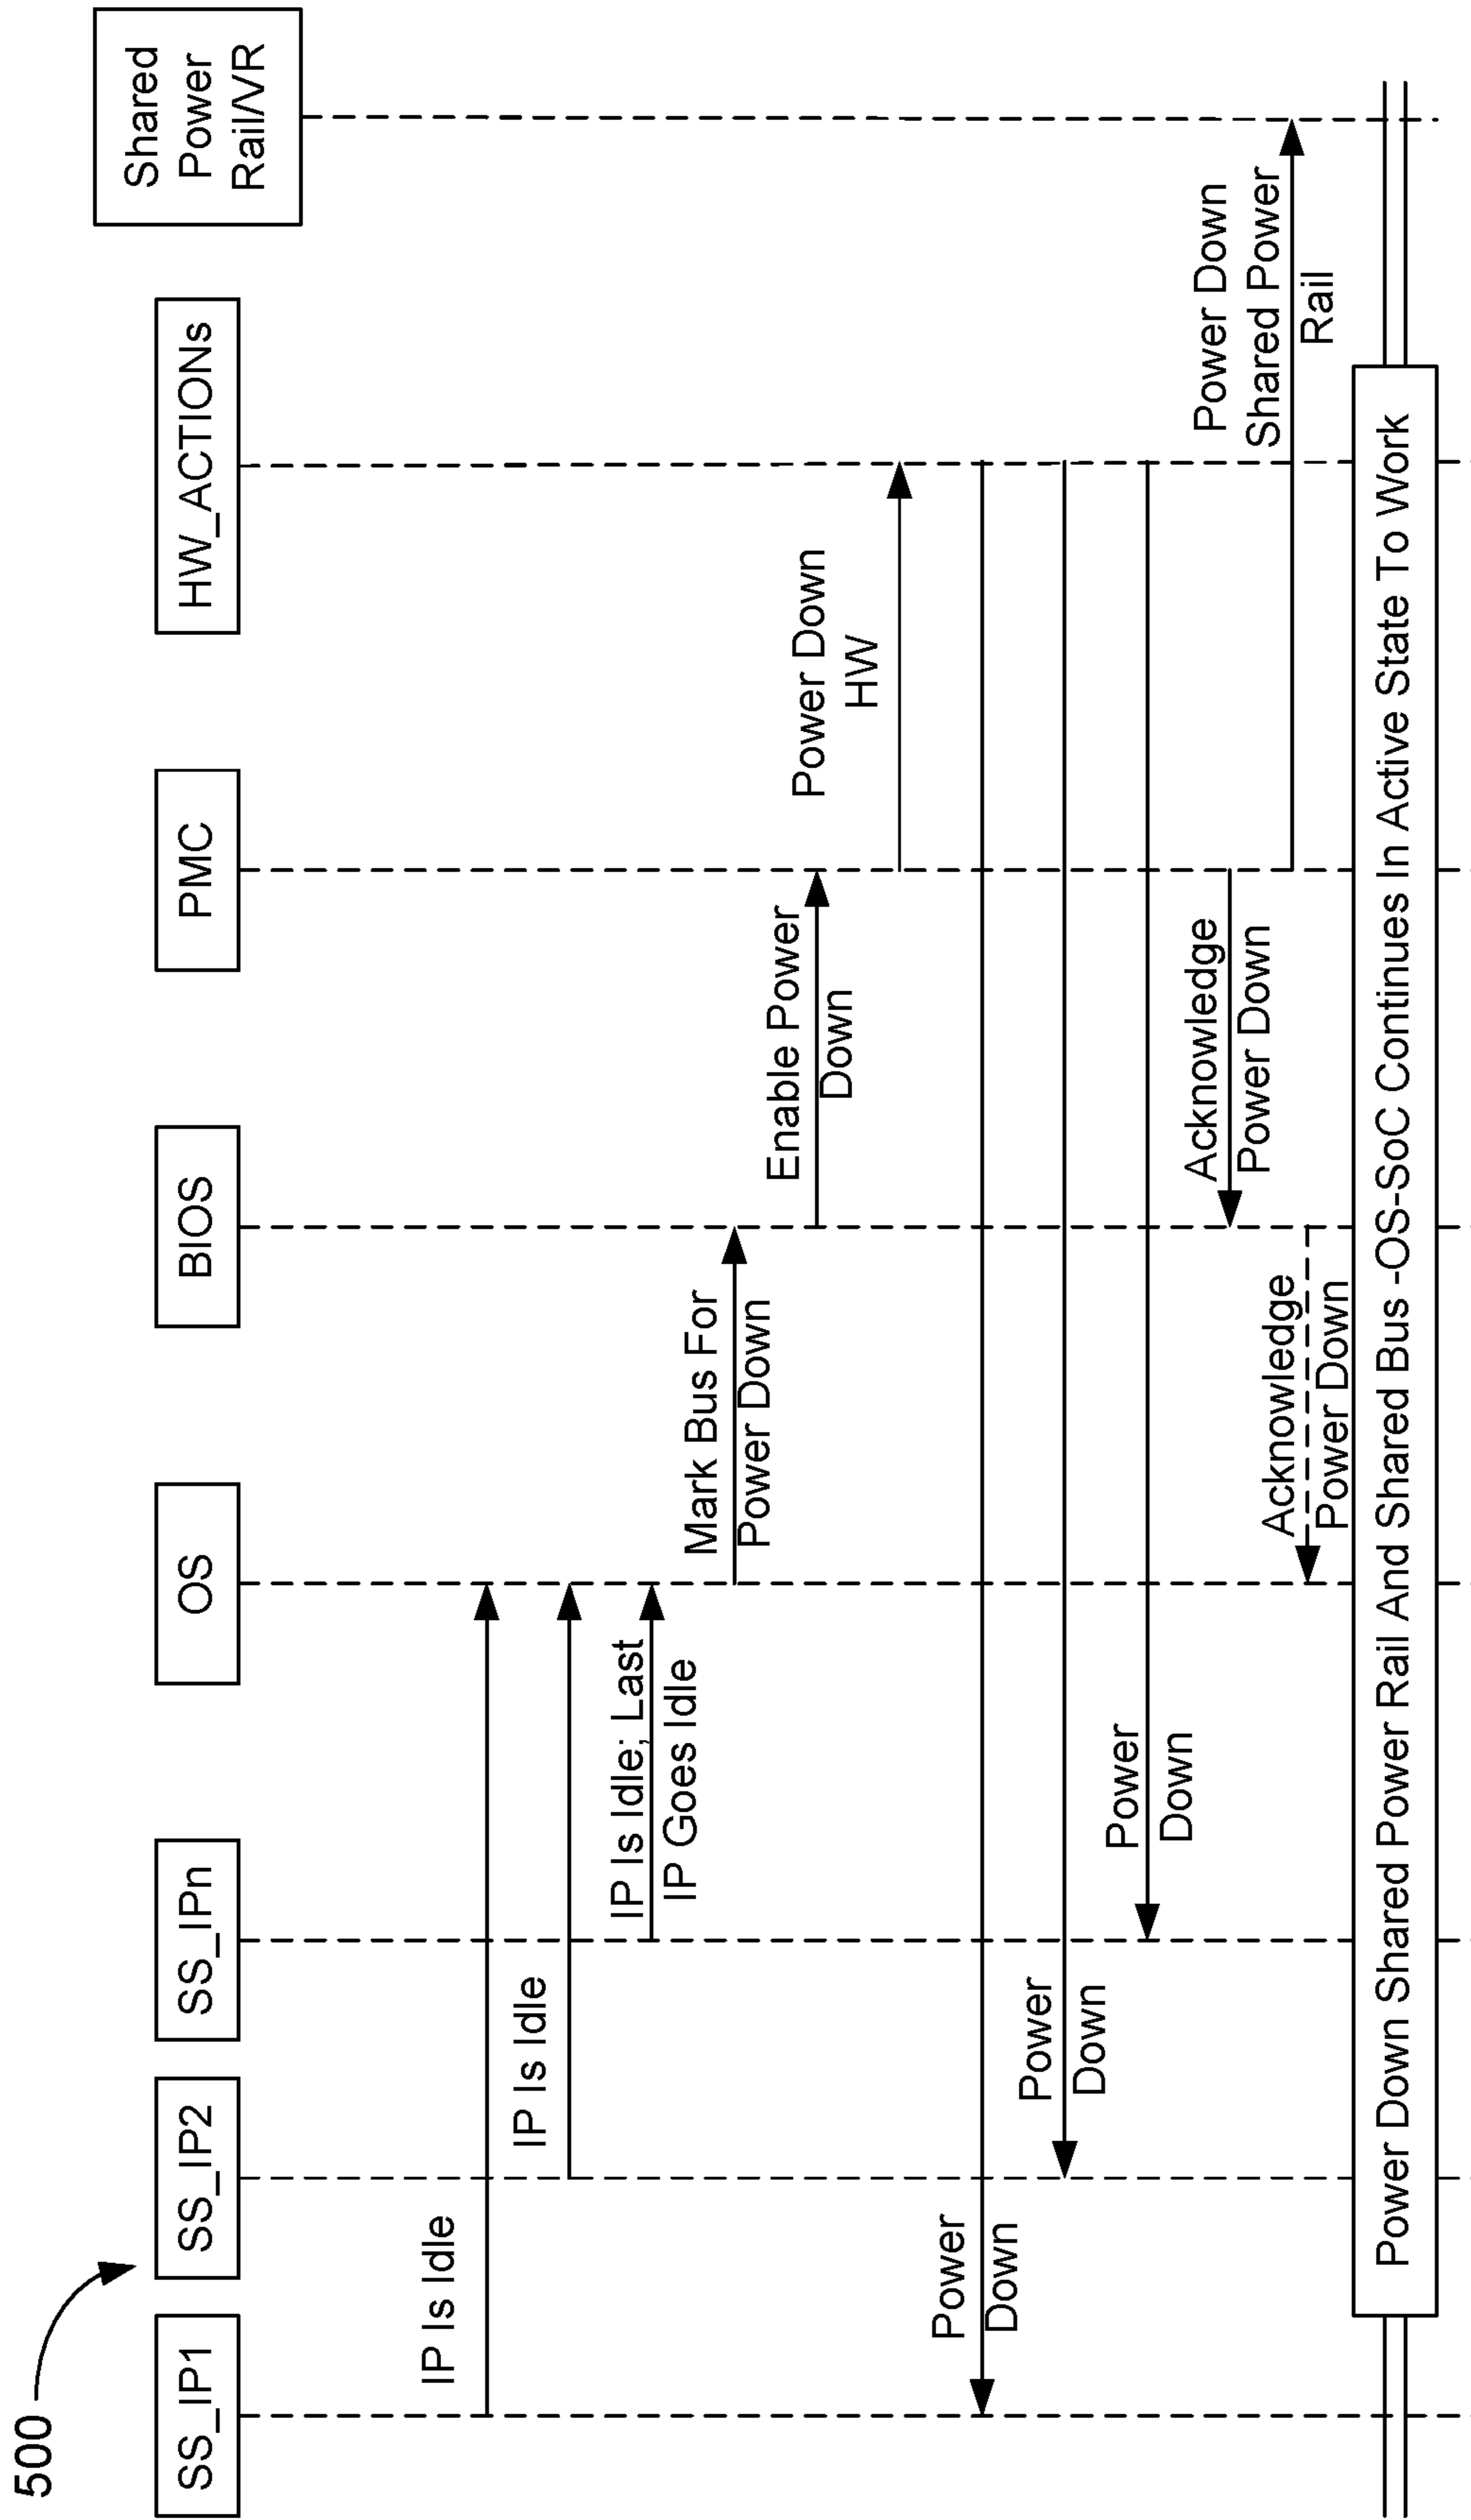 500
SS_IP1
SS_IP2
SS_IPn
OS
BIOS
PMC
HW_ACTIONs
Shared
Power
Rail/VR
IP Is Idle
IP Is Idle
IP Is Idle; Last
IP Goes Idle
Mark Bus For
Power Down
Enable Power
Down
Power Down
HW
Power
Down
Power
Down
Power
Down
Acknowledge
Power Down
Power Down
Shared Power
Rail
Acknowledge
Power Down
Power Down Shared Power Rail And Shared Bus -OS-SoC Continues In Active State To Work